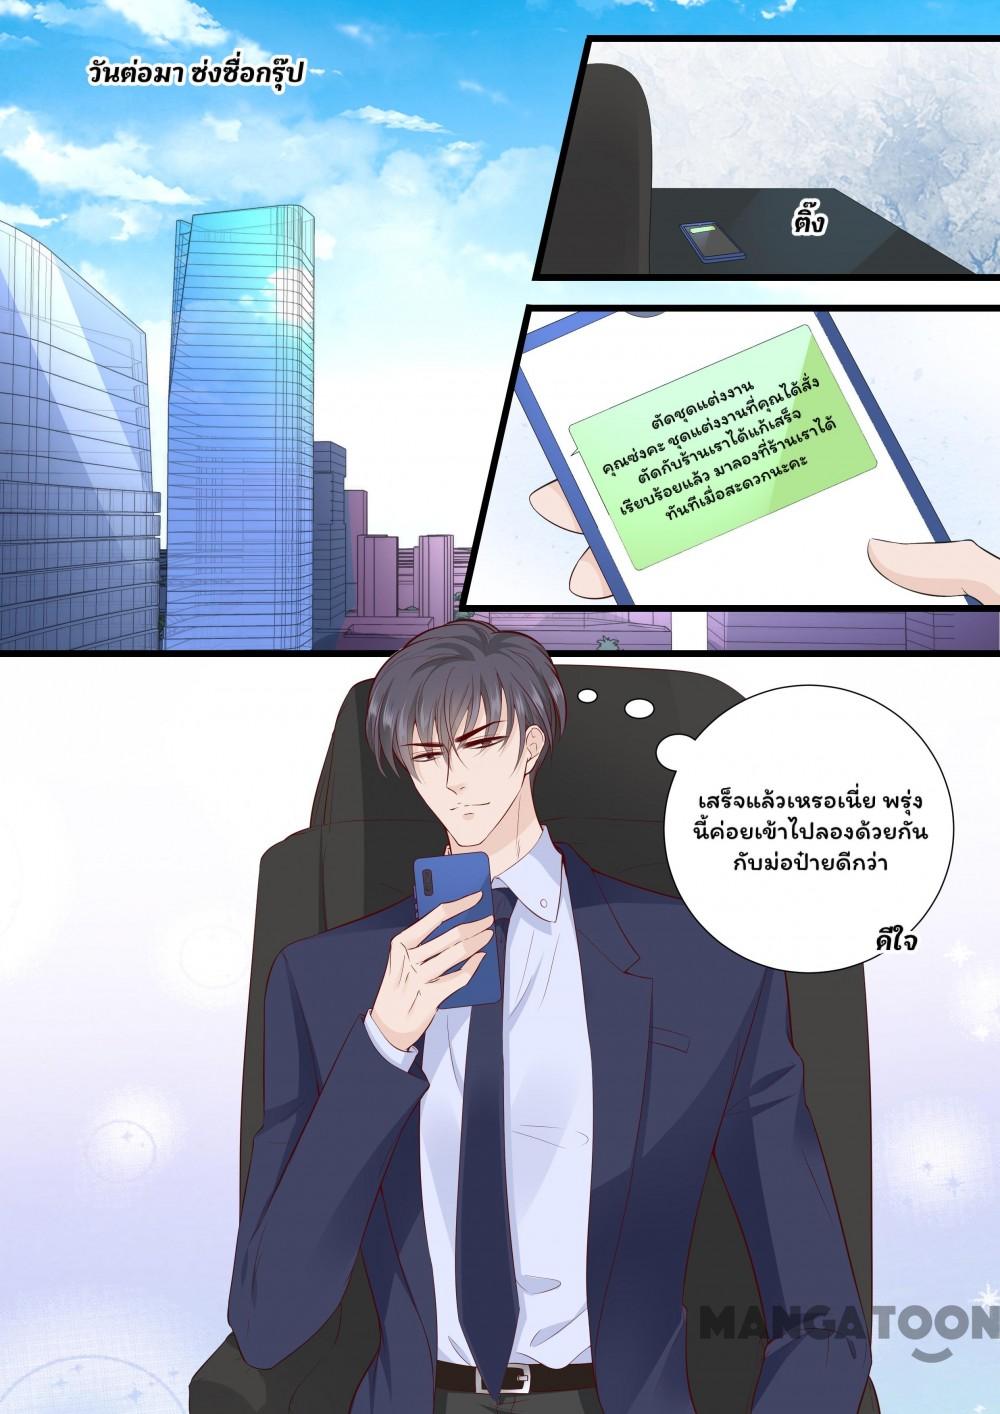 วันต่อมา ซ่งซื่อกรุ๊ป
ติ๊ง
ตัดชุดแต่งงาน
คุณซ่งคะ ชุดแต่งงานที่คุณได้สั่ง
ตัดกับร้านเราได้แก้เสร็จ
เรียบร้อยแล้ว มาลองที่ร้านเราได้
ทันทีเมื่อสะดวกนะคะ
เสร็จแล้วเหรอเนี่ย พรุ่ง
นี้ค่อยเข้าไปลองด้วยกัน
กับม่อป๋ายดีกว่า
ดีใจ
MANGATOON